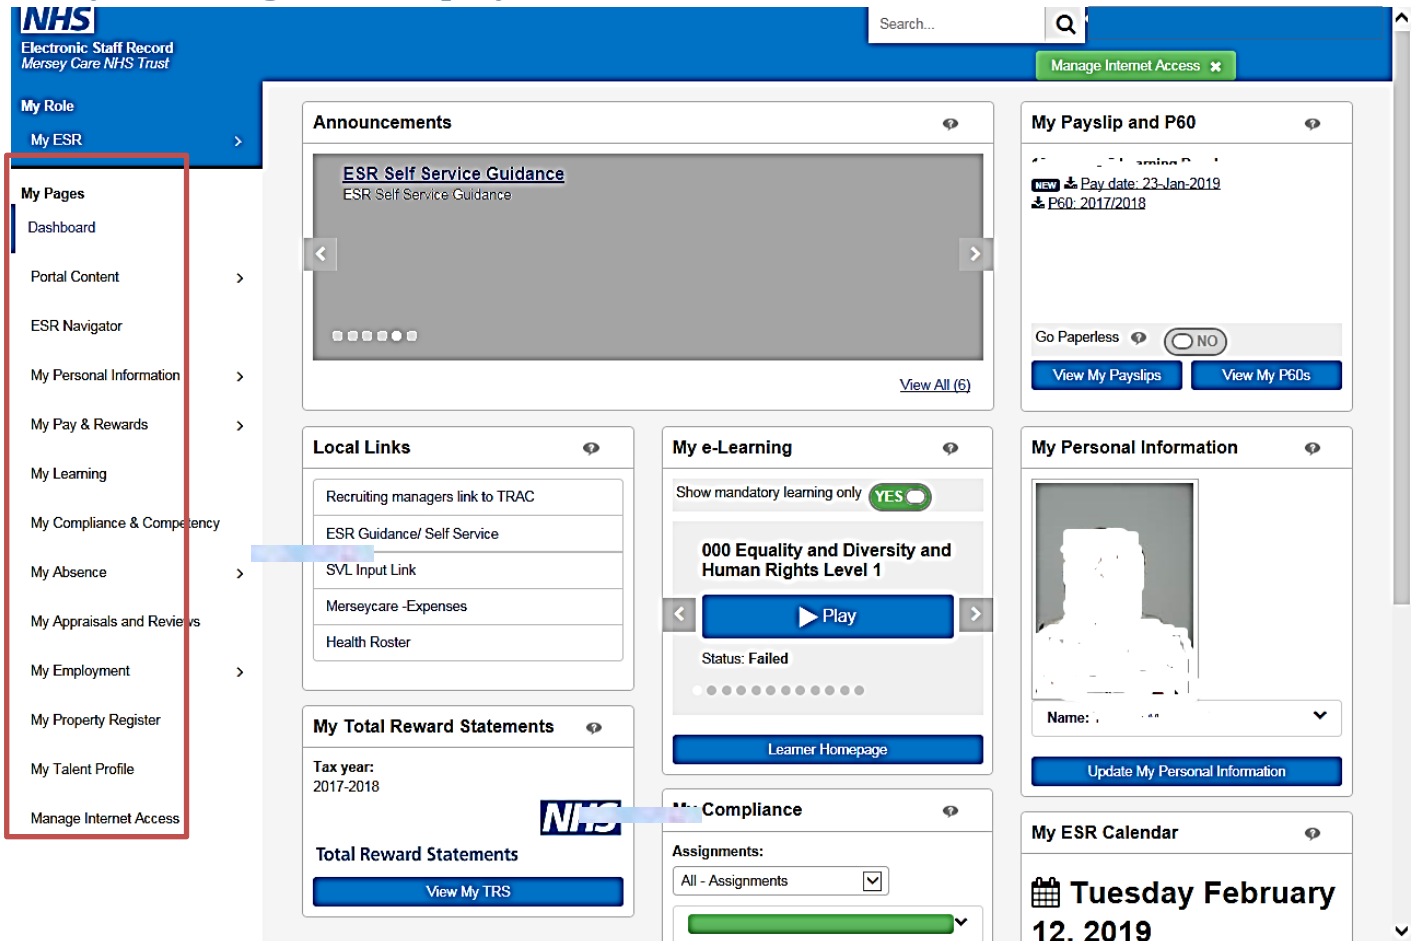 NHS
Electronic Staff Record
Mersey Care NHS Trust
Search...
Manage Internet Access
My Role
My ESR
My Pages
Dashboard
Portal Content
ESR Navigator
My Personal Information
My Pay & Rewards
My Learning
My Compliance & Competency
My Absence
My Appraisals and Reviews
My Employment
My Property Register
My Talent Profile
Manage Internet Access
Announcements
ESR Self Service Guidance
ESR Self Service Guidance
View All (6)
My Payslip and P60
NEW Pay date: 23-Jan-2019
P60: 2017/2018
Go Paperless NO
View My Payslips View My P60s
Local Links
Recruiting managers link to TRAC
ESR Guidance/ Self Service
SVL Input Link
Merseycare -Expenses
Health Roster
My e-Learning
Show mandatory learning only YES
000 Equality and Diversity and
Human Rights Level 1
Play
Status: Failed
Learner Homepage
My Personal Information
Name:
Update My Personal Information
My Total Reward Statements
Tax year:
2017-2018
NHS
Total Reward Statements
View My TRS
My Compliance
Assignments:
All - Assignments
My ESR Calendar
Tuesday February
12, 2019